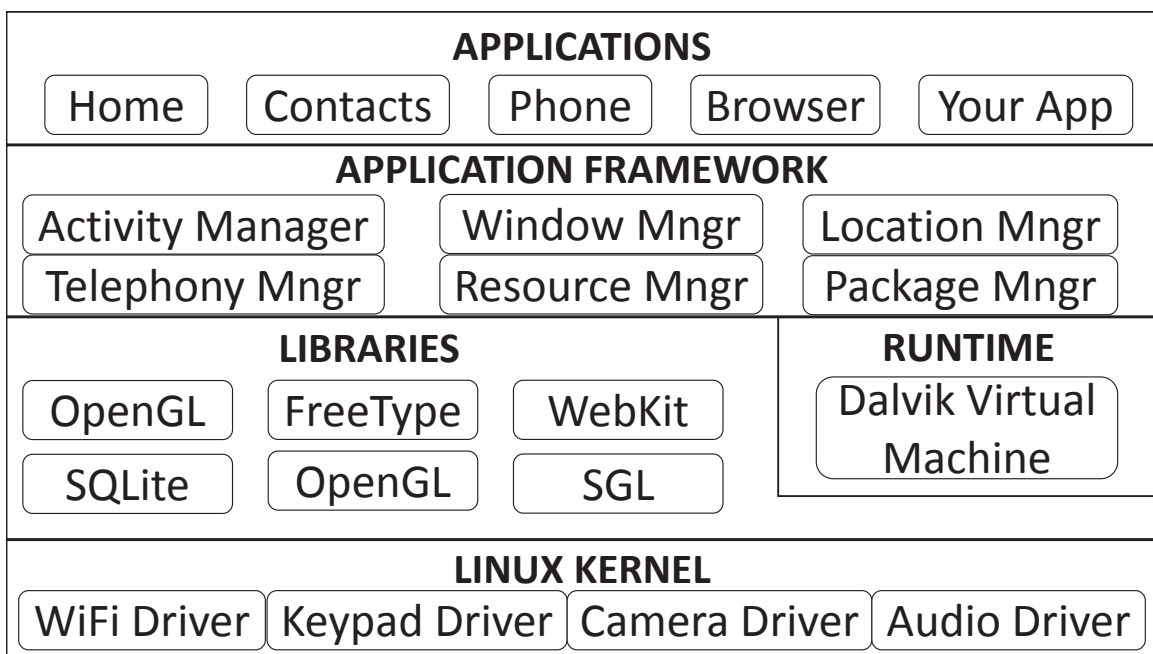 APPLICATIONS
Home Contacts Phone Browser Your App
APPLICATION FRAMEWORK
Activity Manager Window Mngr Location Mngr
Telephony Mngr Resource Mngr Package Mngr
LIBRARIES
OpenGL FreeType WebKit
SQLite OpenGL SGL
RUNTIME
Dalvik Virtual
Machine
LINUX KERNEL
WiFi Driver Keypad Driver Camera Driver Audio Driver